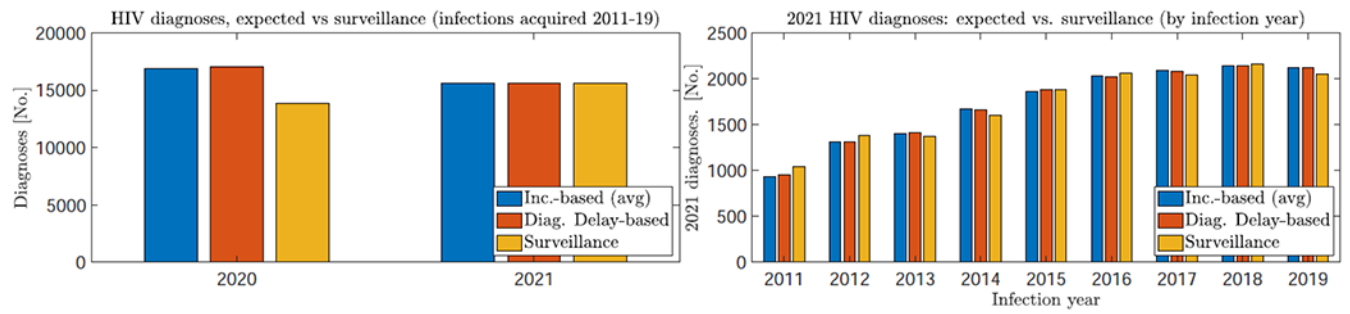 HIV diagnoses, expected vs surveillance (infections acquired 2011-19)
20000
15000
10000
5000
0
Diagnoses [No.]
2020
2021
Inc.-based (avg)
Diag. Delay-based
Surveillance
2021 HIV diagnoses: expected vs. surveillance (by infection year)
2500
2000
1500
1000
500
0
2021 diagnoses. [No.]
2011 2012 2013 2014 2015 2016 2017 2018 2019
Infection year
Inc.-based (avg)
Diag. Delay-based
Surveillance